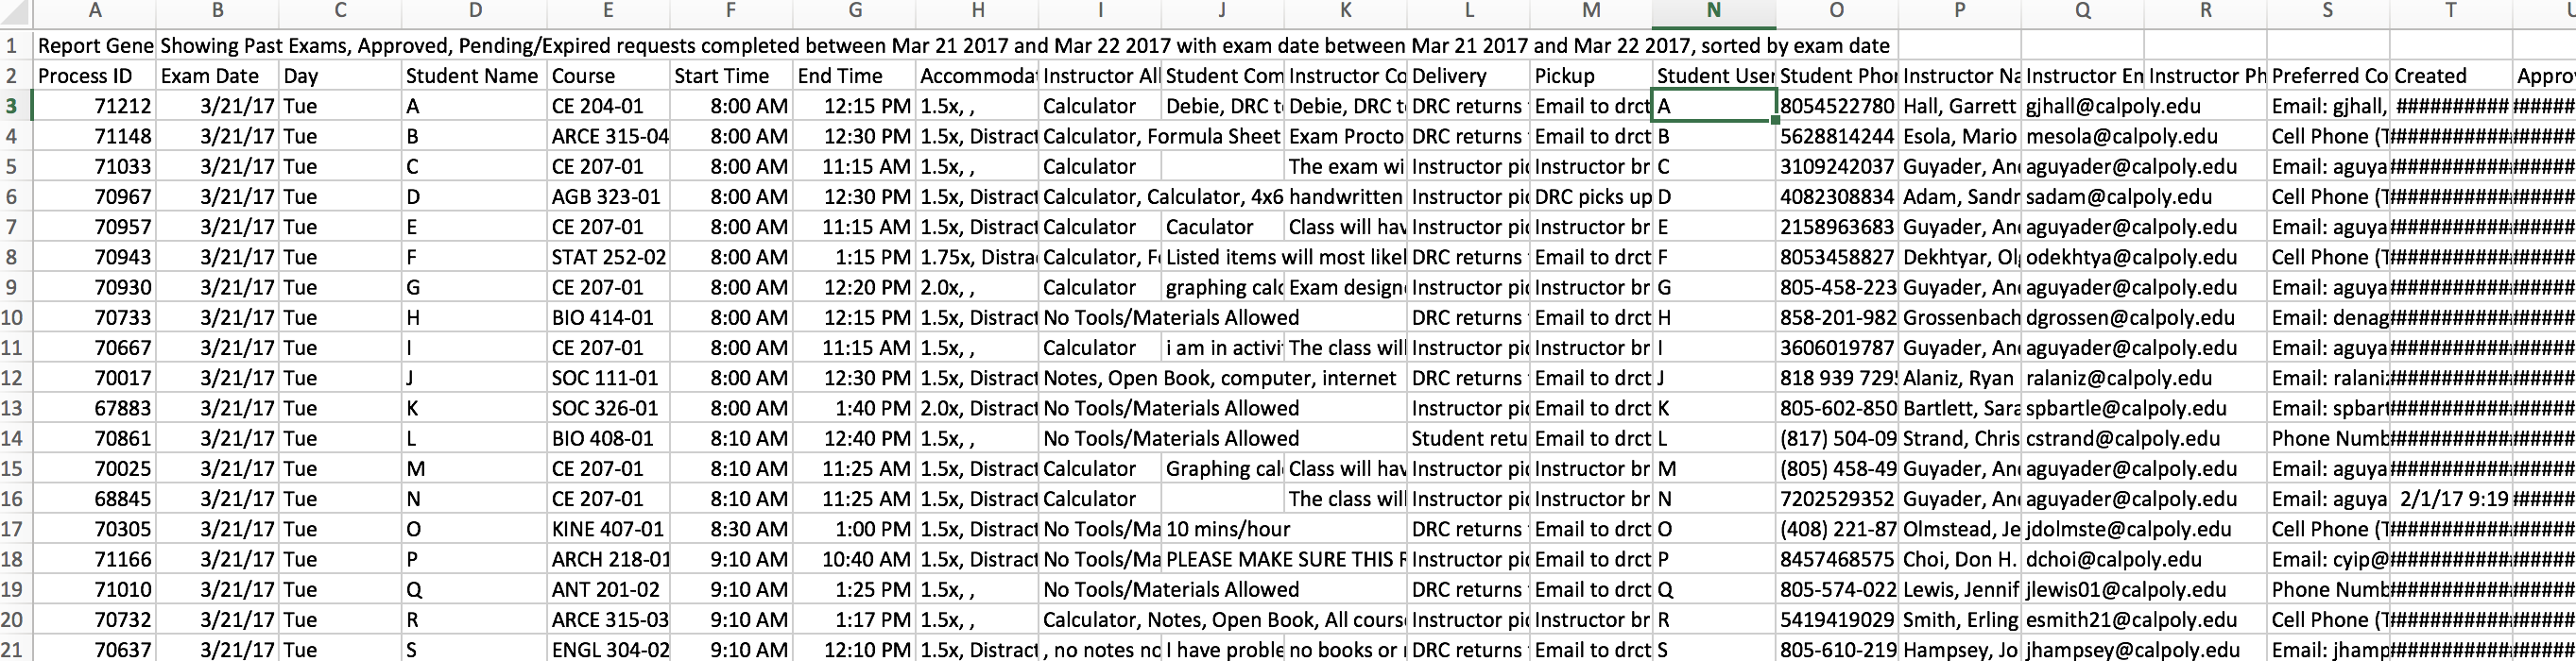 A B C D E F G H I J K L M N O P Q R S T U
1 Report Gene Showing Past Exams, Approved, Pending/Expired requests completed between Mar 21 2017 and Mar 22 2017 with exam date between Mar 21 2017 and Mar 22 2017, sorted by exam date
2 Process ID Exam Date Day Student Name Course Start Time End Time Accommodat Instructor All Student Com Instructor Co Delivery Pickup Student User Student Phor Instructor Na Instructor En Instructor Ph Preferred Co Created Appro
3 71212 3/21/17 Tue A CE 204-01 8:00 AM 12:15 PM 1.5x, , Calculator Debie, DRC t Debie, DRC t DRC returns Email to drct A 8054522780 Hall, Garrett gjhall@calpoly.edu Email: gjhall, ########## ######
4 71148 3/21/17 Tue B ARCE 315-04 8:00 AM 12:30 PM 1.5x, Distract Calculator, Formula Sheet Exam Procto DRC returns Email to drct B 5628814244 Esola, Mario mesola@calpoly.edu Cell Phone (T ########## ######
5 71033 3/21/17 Tue C CE 207-01 8:00 AM 11:15 AM 1.5x, , Calculator The exam wi Instructor pic Instructor br C 3109242037 Guyader, An aguyader@calpoly.edu Email: aguya ########## ######
6 70967 3/21/17 Tue D AGB 323-01 8:00 AM 12:30 PM 1.5x, Distract Calculator, Calculator, 4x6 handwritten Instructor pic DRC picks up D 4082308834 Adam, Sandr sadam@calpoly.edu Cell Phone (T ########## ######
7 70957 3/21/17 Tue E CE 207-01 8:00 AM 11:15 AM 1.5x, Distract Calculator Caculator Class will hav Instructor pic Instructor br E 2158963683 Guyader, An aguyader@calpoly.edu Email: aguya ########## ######
8 70943 3/21/17 Tue F STAT 252-02 8:00 AM 1:15 PM 1.75x, Distra Calculator, F Listed items will most likel DRC returns Email to drct F 8053458827 Dekhtyar, Ol odekhtya@calpoly.edu Cell Phone (T ########## ######
9 70930 3/21/17 Tue G CE 207-01 8:00 AM 12:20 PM 2.0x, , Calculator graphing calc Exam design Instructor pic Instructor br G 805-458-223 Guyader, An aguyader@calpoly.edu Email: aguya ########## ######
10 70733 3/21/17 Tue H BIO 414-01 8:00 AM 12:15 PM 1.5x, Distract No Tools/Materials Allowed DRC returns Email to drct H 858-201-982 Grossenbach dgrossen@calpoly.edu Email: denag ########## ######
11 70667 3/21/17 Tue I CE 207-01 8:00 AM 11:15 AM 1.5x, , Calculator i am in activi The class will Instructor pic Instructor br I 3606019787 Guyader, An aguyader@calpoly.edu Email: aguya ########## ######
12 70017 3/21/17 Tue J SOC 111-01 8:00 AM 12:30 PM 1.5x, Distract Notes, Open Book, computer, internet DRC returns Email to drct J 818 939 729 Alaniz, Ryan ralaniz@calpoly.edu Email: ralaniz ########## ######
13 67883 3/21/17 Tue K SOC 326-01 8:00 AM 1:40 PM 2.0x, Distract No Tools/Materials Allowed Instructor pic Email to drct K 805-602-850 Bartlett, Sara spbartle@calpoly.edu Email: spbart ########## ######
14 70861 3/21/17 Tue L BIO 408-01 8:10 AM 12:40 PM 1.5x, , No Tools/Materials Allowed Student retu Email to drct L (817) 504-09 Strand, Chris cstrand@calpoly.edu Phone Numb ########## ######
15 70025 3/21/17 Tue M CE 207-01 8:10 AM 11:25 AM 1.5x, Distract Calculator Graphing cal Class will hav Instructor pic Instructor br M (805) 458-49 Guyader, An aguyader@calpoly.edu Email: aguya ########## ######
16 68845 3/21/17 Tue N CE 207-01 8:10 AM 11:25 AM 1.5x, Distract Calculator The class will Instructor pic Instructor br N 7202529352 Guyader, An aguyader@calpoly.edu Email: aguya 2/1/17 9:19 ######
17 70305 3/21/17 Tue O KINE 407-01 8:30 AM 1:00 PM 1.5x, Distract No Tools/Ma 10 mins/hour DRC returns Email to drct O (408) 221-87 Olmstead, Je jdolmste@calpoly.edu Cell Phone (T ########## ######
18 71166 3/21/17 Tue P ARCH 218-01 9:10 AM 10:40 AM 1.5x, Distract No Tools/Ma PLEASE MAKE SURE THIS R Instructor pic Email to drct P 8457468575 Choi, Don H. dchoi@calpoly.edu Email: cyip@ ########## ######
19 71010 3/21/17 Tue Q ANT 201-02 9:10 AM 1:25 PM 1.5x, , No Tools/Materials Allowed DRC returns Email to drct Q 805-574-022 Lewis, Jennif jlewis01@calpoly.edu Phone Numb ########## ######
20 70732 3/21/17 Tue R ARCE 315-03 9:10 AM 1:17 PM 1.5x, , Calculator, Notes, Open Book, All cours Instructor pic Instructor br R 5419419029 Smith, Erling esmith21@calpoly.edu Cell Phone (T ########## ######
21 70637 3/21/17 Tue S ENGL 304-02 9:10 AM 12:10 PM 1.5x, Distract , no notes no I have proble no books or DRC returns Email to drct S 805-610-219 Hampsey, Jo jhampsey@calpoly.edu Email: jhamp ########## ######